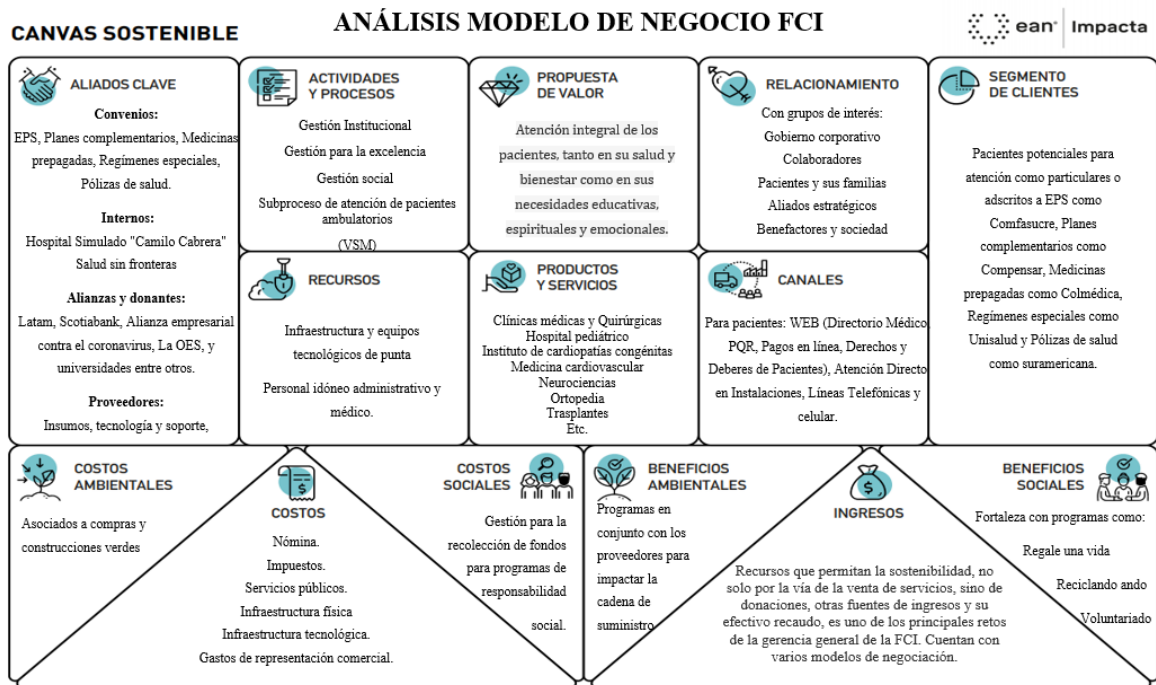 CANVAS SOSTENIBLE
ANÁLISIS MODELO DE NEGOCIO FCI
ean® Impacta
ALIADOS CLAVE
Convenios:
EPS, Planes complementarios, Medicinas
prepagadas, Regímenes especiales,
Pólizas de salud.
Internos:
Hospital Simulado "Camilo Cabrera"
Salud sin fronteras
Alianzas y donantes:
Latam, Scotiabank, Alianza empresarial
contra el coronavirus, La OES, y
universidades entre otros.
Proveedores:
Insumos, tecnología y soporte,
ACTIVIDADES
Y PROCESOS
Gestión Institucional
Gestión para la excelencia
Gestión social
Subproceso de atención de pacientes
ambulatorios
(VSM)
RECURSOS
Infraestructura y equipos
tecnológicos de punta
Personal idóneo administrativo y
médico.
PROPUESTA
DE VALOR
Atención integral de los
pacientes, tanto en su salud y
bienestar como en sus
necesidades educativas,
espirituales y emocionales.
PRODUCTOS
Y SERVICIOS
Clínicas médicas y Quirúrgicas
Hospital pediátrico
Instituto de cardiopatías congénitas
Medicina cardiovascular
Neurociencias
Ortopedia
Trasplantes
Etc.
RELACIONAMIENTO
Con grupos de interés:
Gobierno corporativo
Colaboradores
Pacientes y sus familias
Aliados estratégicos
Benefactores y sociedad
CANALES
Para pacientes: WEB (Directorio Médico
PQR, Pagos en línea, Derechos y
Deberes de Pacientes), Atención Directo
en Instalaciones, Líneas Telefónicas y
celular.
SEGMENTO
DE CLIENTES
Pacientes potenciales para
atención como particulares o
adscritos a EPS como
Comfasucre, Planes
complementarios como
Compensar, Medicinas
prepagadas como Colmédica,
Regímenes especiales como
Unisalud y Pólizas de salud
como suramericana.
COSTOS
AMBIENTALES
Asociados a compras y
construcciones verdes
COSTOS
Nómina.
Impuestos.
Servicios públicos.
Infraestructura física
Infraestructura tecnológica.
Gastos de representación comercial.
COSTOS
SOCIALES
Gestión para la
recolección de fondos
para programas de
responsabilidad
social.
BENEFICIOS
AMBIENTALES
Programas en
conjunto con los
proveedores para
impactar la
cadena de
suministro
INGRESOS
Recursos que permitan la sostenibilidad, no
solo por la vía de la venta de servicios, sino de
donaciones, otras fuentes de ingresos y su
efectivo recaudo, es uno de los principales retos
de la gerencia general de la FCI. Cuentan con
varios modelos de negociación.
BENEFICIOS
SOCIALES
Fortaleza con programas como:
Regale una vida
Reciclando ando
Voluntariado